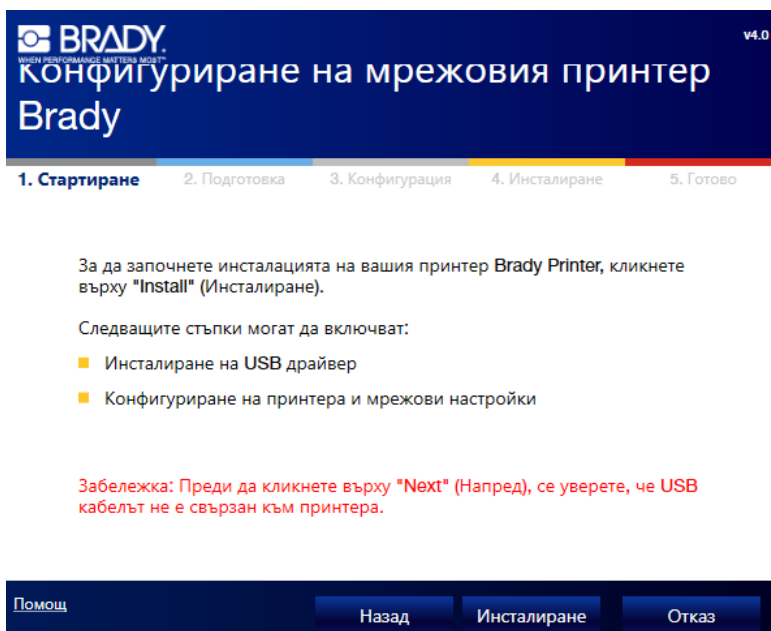 BRADY.
WHEN PERFORMANCE MATTERS MOST™
v4.0
Конфигуриране на мрежовия принтер
Brady
1. Стартиране
2. Подготовка
3. Конфигурация
4. Инсталиране
5. Готово
За да започнете инсталацията на вашия принтер Brady Printer, кликнете
върху "Install" (Инсталиране).
Следващите стъпки могат да включват:
Инсталиране на USB драйвер
Конфигуриране на принтера и мрежови настройки
Забележка: Преди да кликнете върху "Next" (Напред), се уверете, че USB
кабелът не е свързан към принтера.
Помощ
Назад
Инсталиране
Отказ